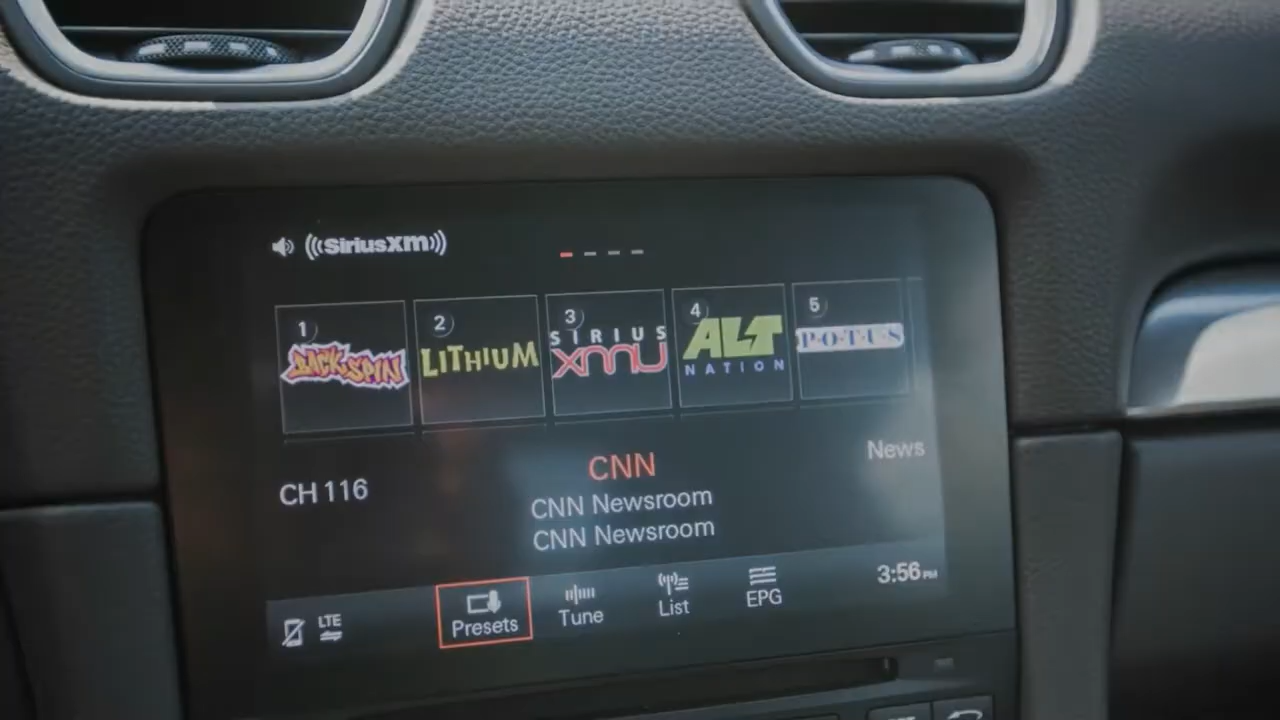 ((SiriusXM))
1
BACKSPIN
2
LITHIUM
3
SIRIUS
XMU
4
ALT
NATION
5
P·O·T·U·S
News
CNN
CH 116
CNN Newsroom
CNN Newsroom
LTE
Presets
Tune
List
EPG
3:56 PM